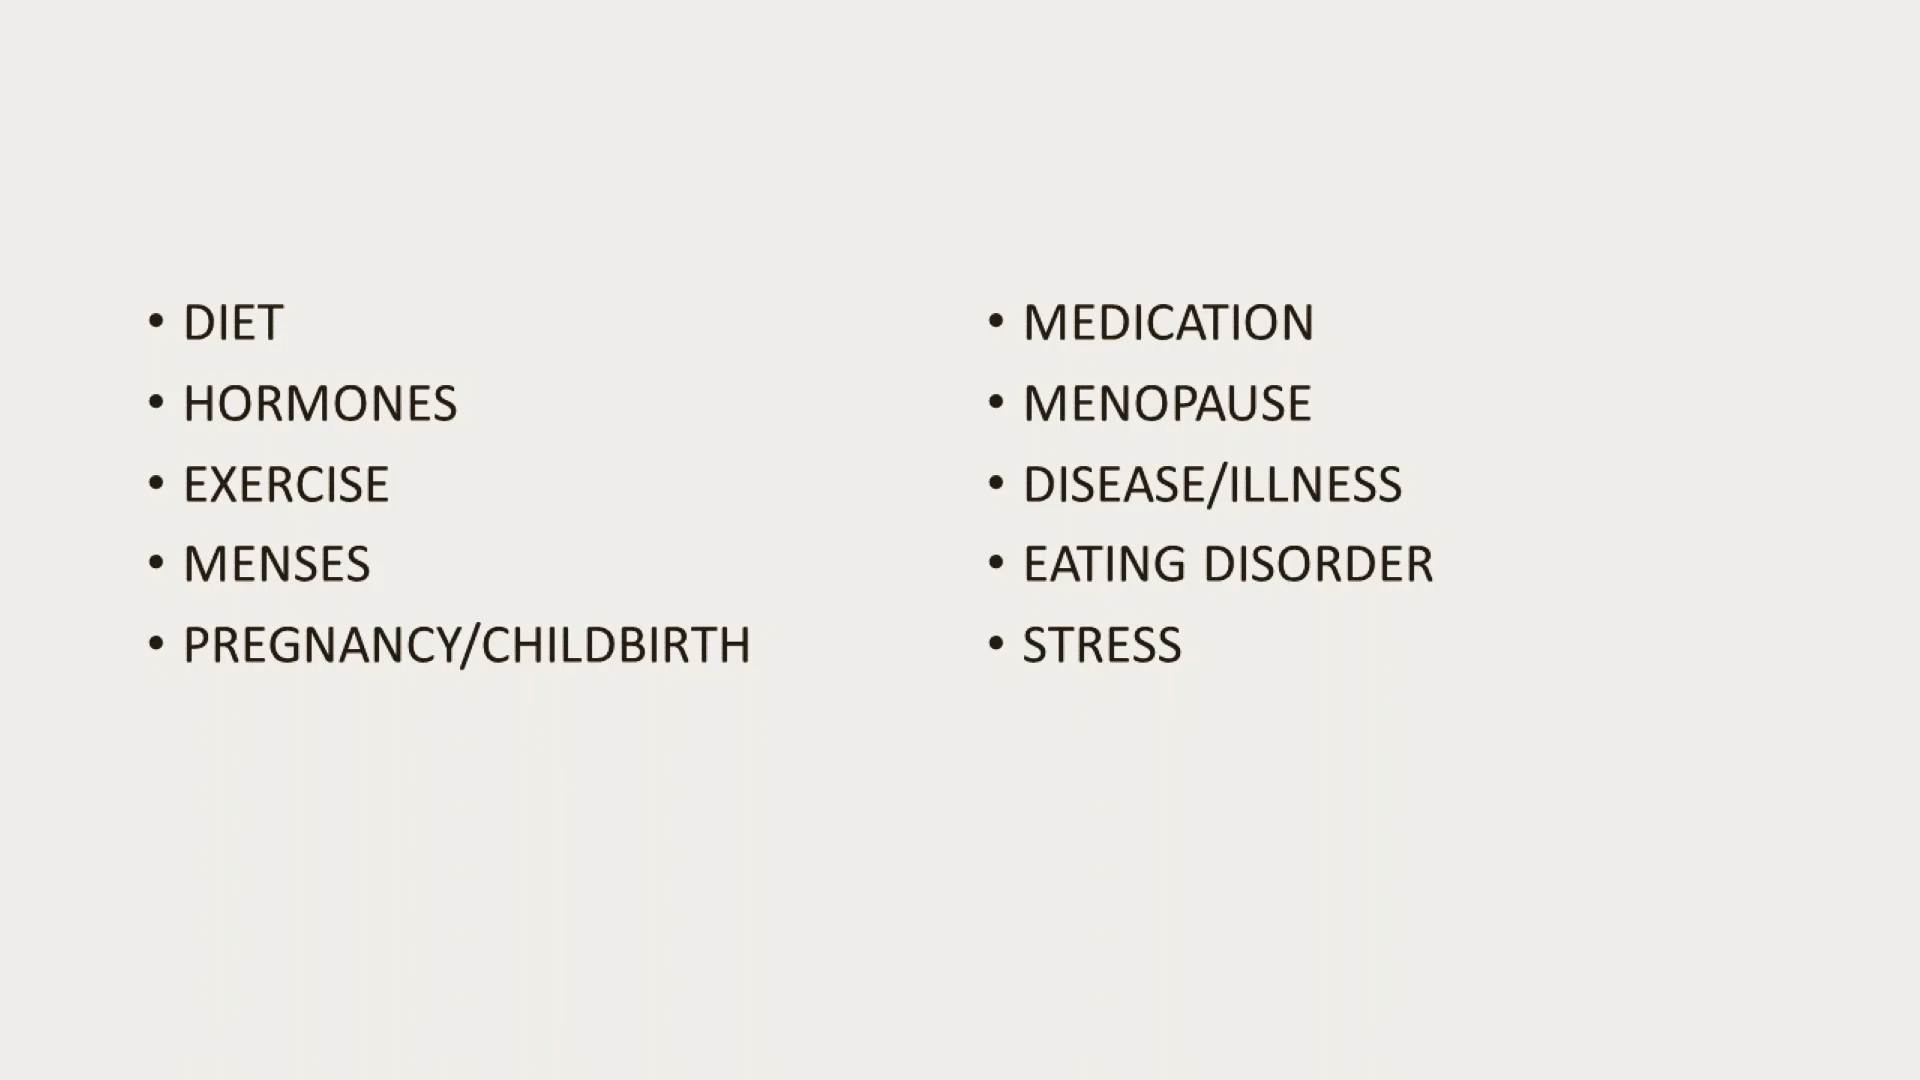 • DIET
• HORMONES
• EXERCISE
• MENSES
• PREGNANCY/CHILDBIRTH
• MEDICATION
• MENOPAUSE
• DISEASE/ILLNESS
• EATING DISORDER
• STRESS